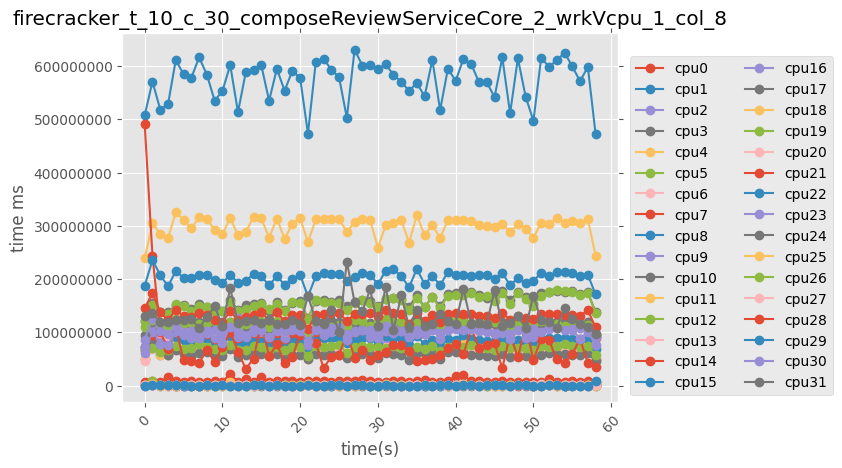 firecracker_t_10_c_30_composeReviewServiceCore_2_wrkVcpu_1_col_8
600000000
500000000
400000000
300000000
200000000
100000000
0
time ms
0
10
20
30
40
50
60
time(s)
cpu0
cpu1
cpu2
cpu3
cpu4
cpu5
cpu6
cpu7
cpu8
cpu9
cpu10
cpu11
cpu12
cpu13
cpu14
cpu15
cpu16
cpu17
cpu18
cpu19
cpu20
cpu21
cpu22
cpu23
cpu24
cpu25
cpu26
cpu27
cpu28
cpu29
cpu30
cpu31